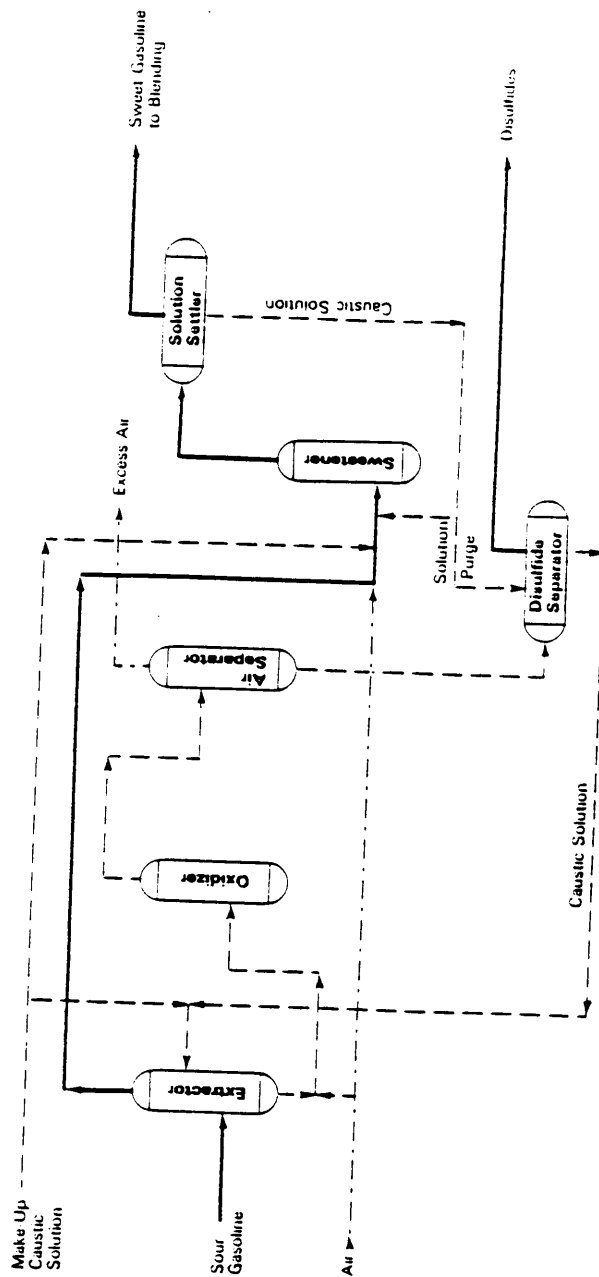 Make-Up
Caustic
Solution
Sour
Gasoline
Air
Extractor
Oxidizer
Air
Separator
Excess Air
Sweetener
Solution
Settler
Sweet Gasoline
to Blending
Caustic Solution
Solution
Purge
Disulfide
Separator
Disulfides
Caustic Solution